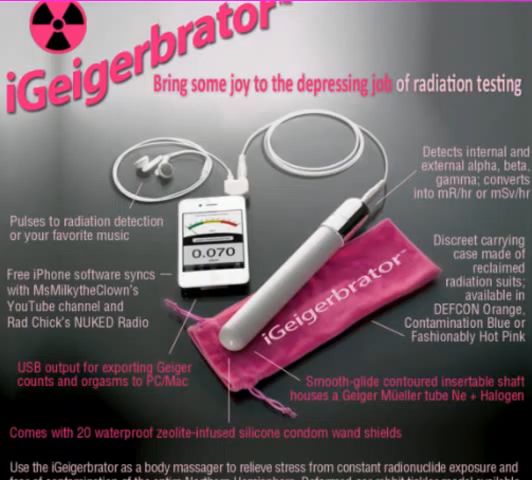 iGeigerbrator™
Bring some joy to the depressing job of radiation testing
Detects internal and
external alpha, beta,
gamma; converts
into mR/hr or mSv/hr
Pulses to radiation detection
or your favorite music
0.070
Discreet carrying
case made of
reclaimed
radiation suits;
available in
DEFCON Orange,
Contamination Blue or
Fashionably Hot Pink
Free iPhone software syncs
with MsMilkytheClown's
YouTube channel and
Rad Chick's NUKED Radio
iGeigerbrator™
USB output for exporting Geiger
counts and orgasms to PC/Mac
Smooth-glide contoured insertable shaft
houses a Geiger Müeller tube Ne + Halogen
Comes with 20 waterproof zeolite-infused silicone condom wand shields
Use the iGeigerbrator as a body massager to relieve stress from constant radionuclide exposure and